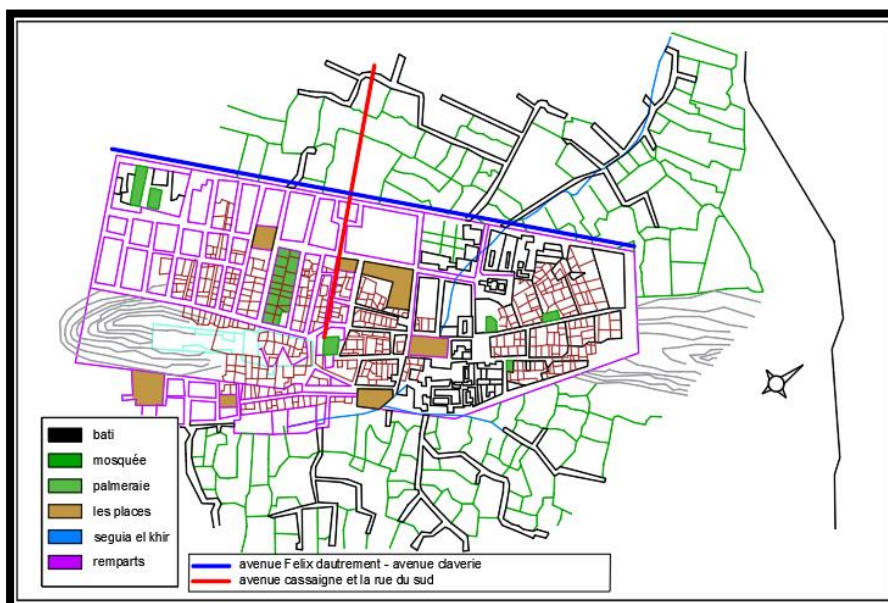 bati
mosquée
palmeraie
les places
seguia el khir
remparts
avenue Felix dautrement - avenue claverie
avenue cassaigne et la rue du sud